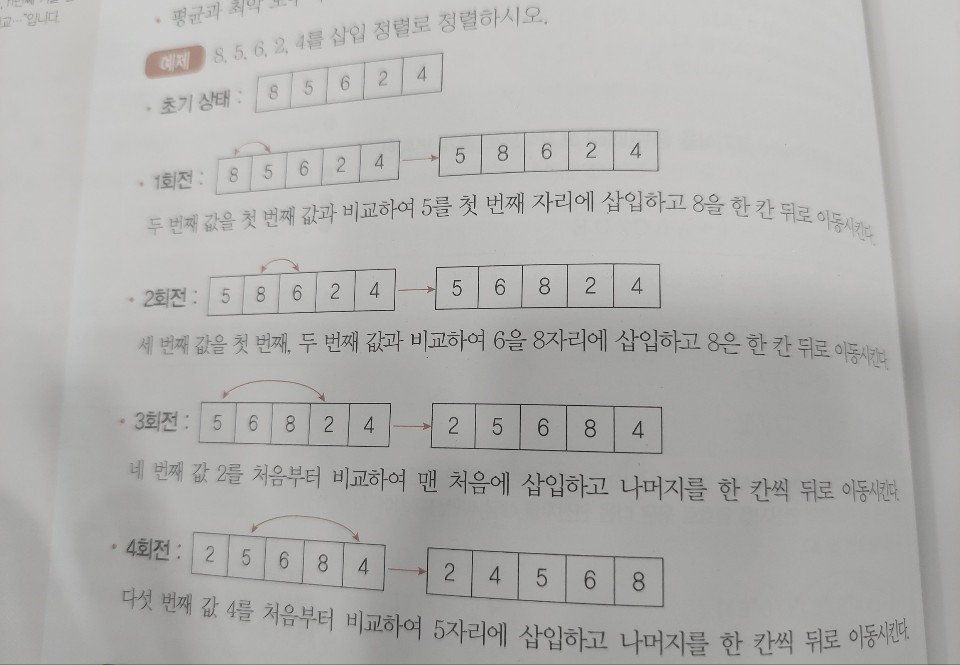 교…"입니다.
• 평균과 최악
예제 8, 5, 6, 2, 4를 삽입 정렬로 정렬하시오.
• 초기 상태 : 8 5 6 2 4
• 1회전 : 8 5 6 2 4 → 5 8 6 2 4
두 번째 값을 첫 번째 값과 비교하여 5를 첫 번째 자리에 삽입하고 8을 한 칸 뒤로 이동시킨다.
• 2회전 : 5 8 6 2 4 → 5 6 8 2 4
세 번째 값을 첫 번째, 두 번째 값과 비교하여 6을 8자리에 삽입하고 8은 한 칸 뒤로 이동시킨다.
• 3회전 : 5 6 8 2 4 → 2 5 6 8 4
네 번째 값 2를 처음부터 비교하여 맨 처음에 삽입하고 나머지를 한 칸씩 뒤로 이동시킨다.
• 4회전 : 2 5 6 8 4 → 2 4 5 6 8
다섯 번째 값 4를 처음부터 비교하여 5자리에 삽입하고 나머지를 한 칸씩 뒤로 이동시킨다.